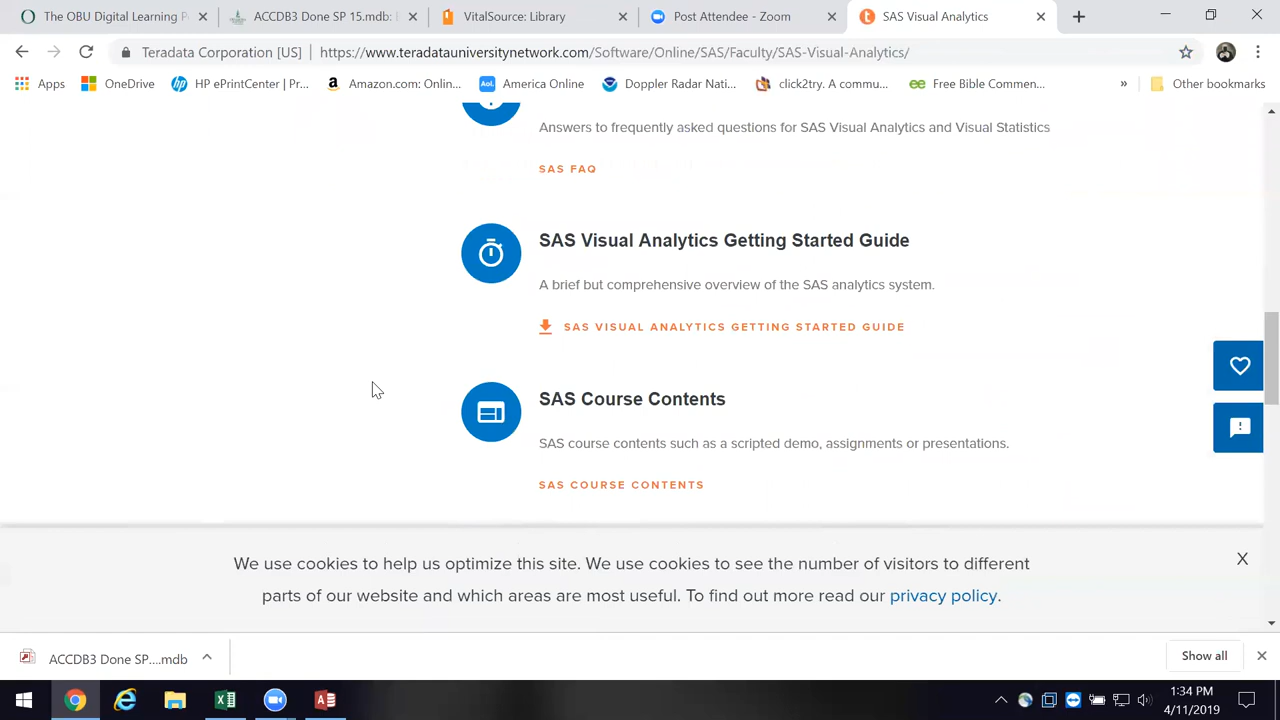 The OBU Digital Learning P
ACCDB3 Done SP 15.mdb:
VitalSource: Library
Post Attendee - Zoom
SAS Visual Analytics
Teradata Corporation [US]
https://www.teradatauniversitynetwork.com/Software/Online/SAS/Faculty/SAS-Visual-Analytics/
Apps
OneDrive
HP ePrintCenter | Pr...
Amazon.com: Onlin...
America Online
Doppler Radar Nati...
click2try. A commu...
Free Bible Commen...
»
Other bookmarks
Answers to frequently asked questions for SAS Visual Analytics and Visual Statistics
SAS FAQ
SAS Visual Analytics Getting Started Guide
A brief but comprehensive overview of the SAS analytics system.
SAS VISUAL ANALYTICS GETTING STARTED GUIDE
SAS Course Contents
SAS course contents such as a scripted demo, assignments or presentations.
SAS COURSE CONTENTS
We use cookies to help us optimize this site. We use cookies to see the number of visitors to different
parts of our website and which areas are most useful. To find out more read our privacy policy.
X
ACCDB3 Done SP....mdb
Show all
1:34 PM
4/11/2019